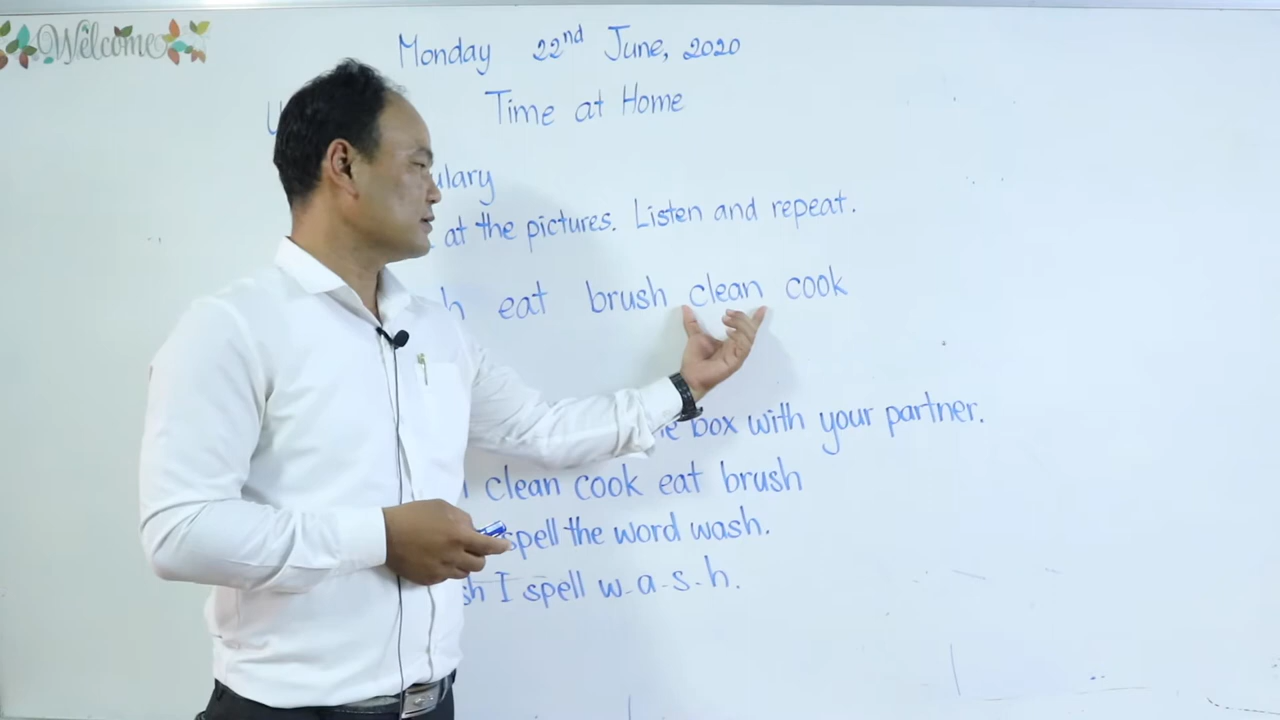 Welcome
Monday 22nd June, 2020
Time at Home
at the pictures. Listen and repeat.
eat brush clean cook
box with your partner.
clean cook eat brush
spell the word wash.
I spell w-a-s-h.